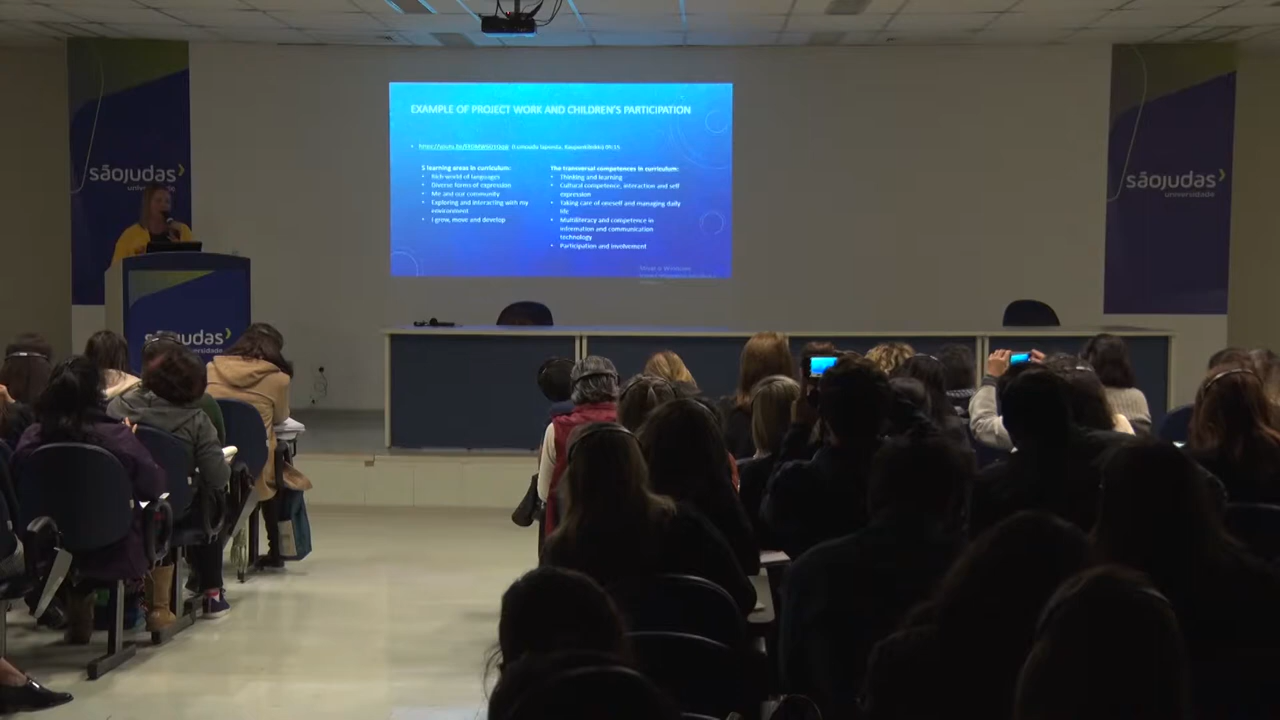 sãojudas
universidade
EXAMPLE OF PROJECT WORK AND CHILDREN'S PARTICIPATION
5 learning areas in curriculum:
• Rich world of languages
• Diverse forms of expression
• Me and our community
• Exploring and interacting with my
environment
• I grow, move and develop
The transversal competences in curriculum:
• Thinking and learning
• Cultural competence, interaction and self
expression
• Taking care of oneself and managing daily
life
• Multiliteracy and competence in
information and communication
technology
• Participation and involvement
sãojudas
universidade
sãojudas
universidade